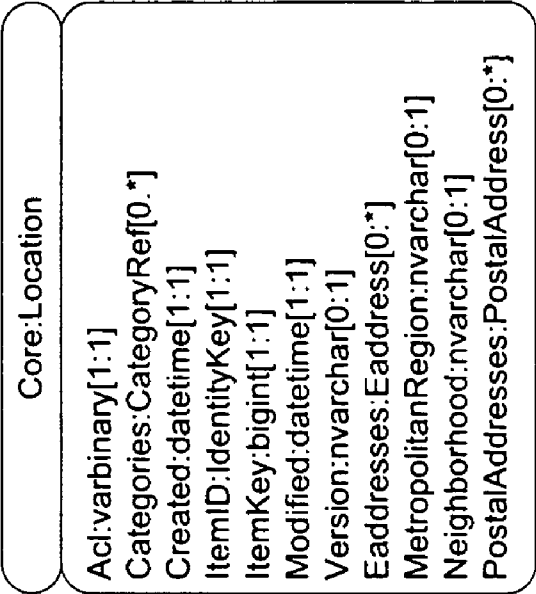 Core:Location
Acl:varbinary[1:1]
Categories:CategoryRef[0..*]
Created:datetime[1:1]
ItemID:IdentityKey[1:1]
ItemKey:bigint[1:1]
Modified:datetime[1:1]
Version:nvarchar[0:1]
Eaddresses:Eaddress[0:*]
MetropolitanRegion:nvarchar[0:1]
Neighborhood:nvarchar[0:1]
PostalAddresses:PostalAddress[0:*]